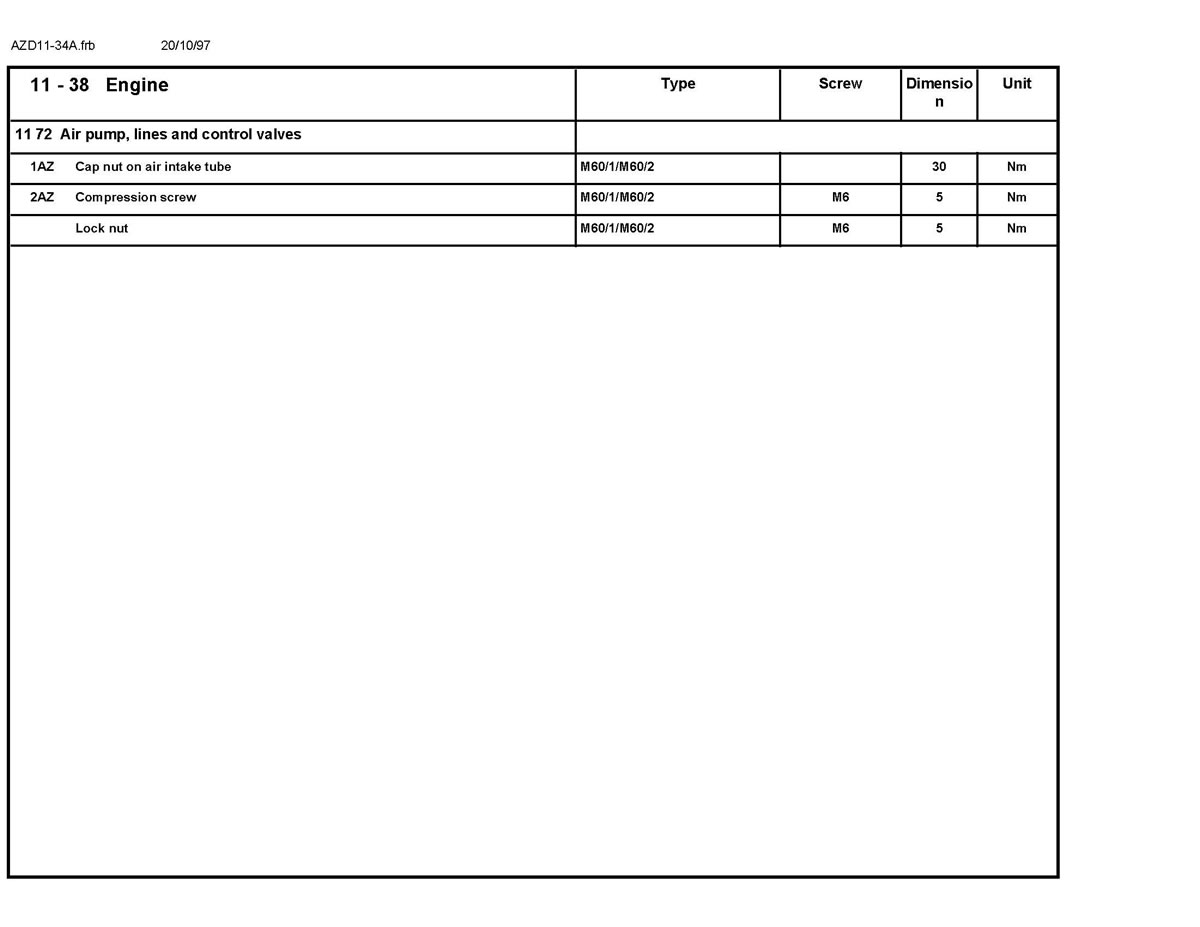 AZD11-34A.frb 20/10/97
11 - 38 Engine Type Screw Dimensio Unit
n
11 72 Air pump, lines and control valves
1AZ Cap nut on air intake tube M60/1/M60/2 30 Nm
2AZ Compression screw M60/1/M60/2 M6 5 Nm
Lock nut M60/1/M60/2 M6 5 Nm